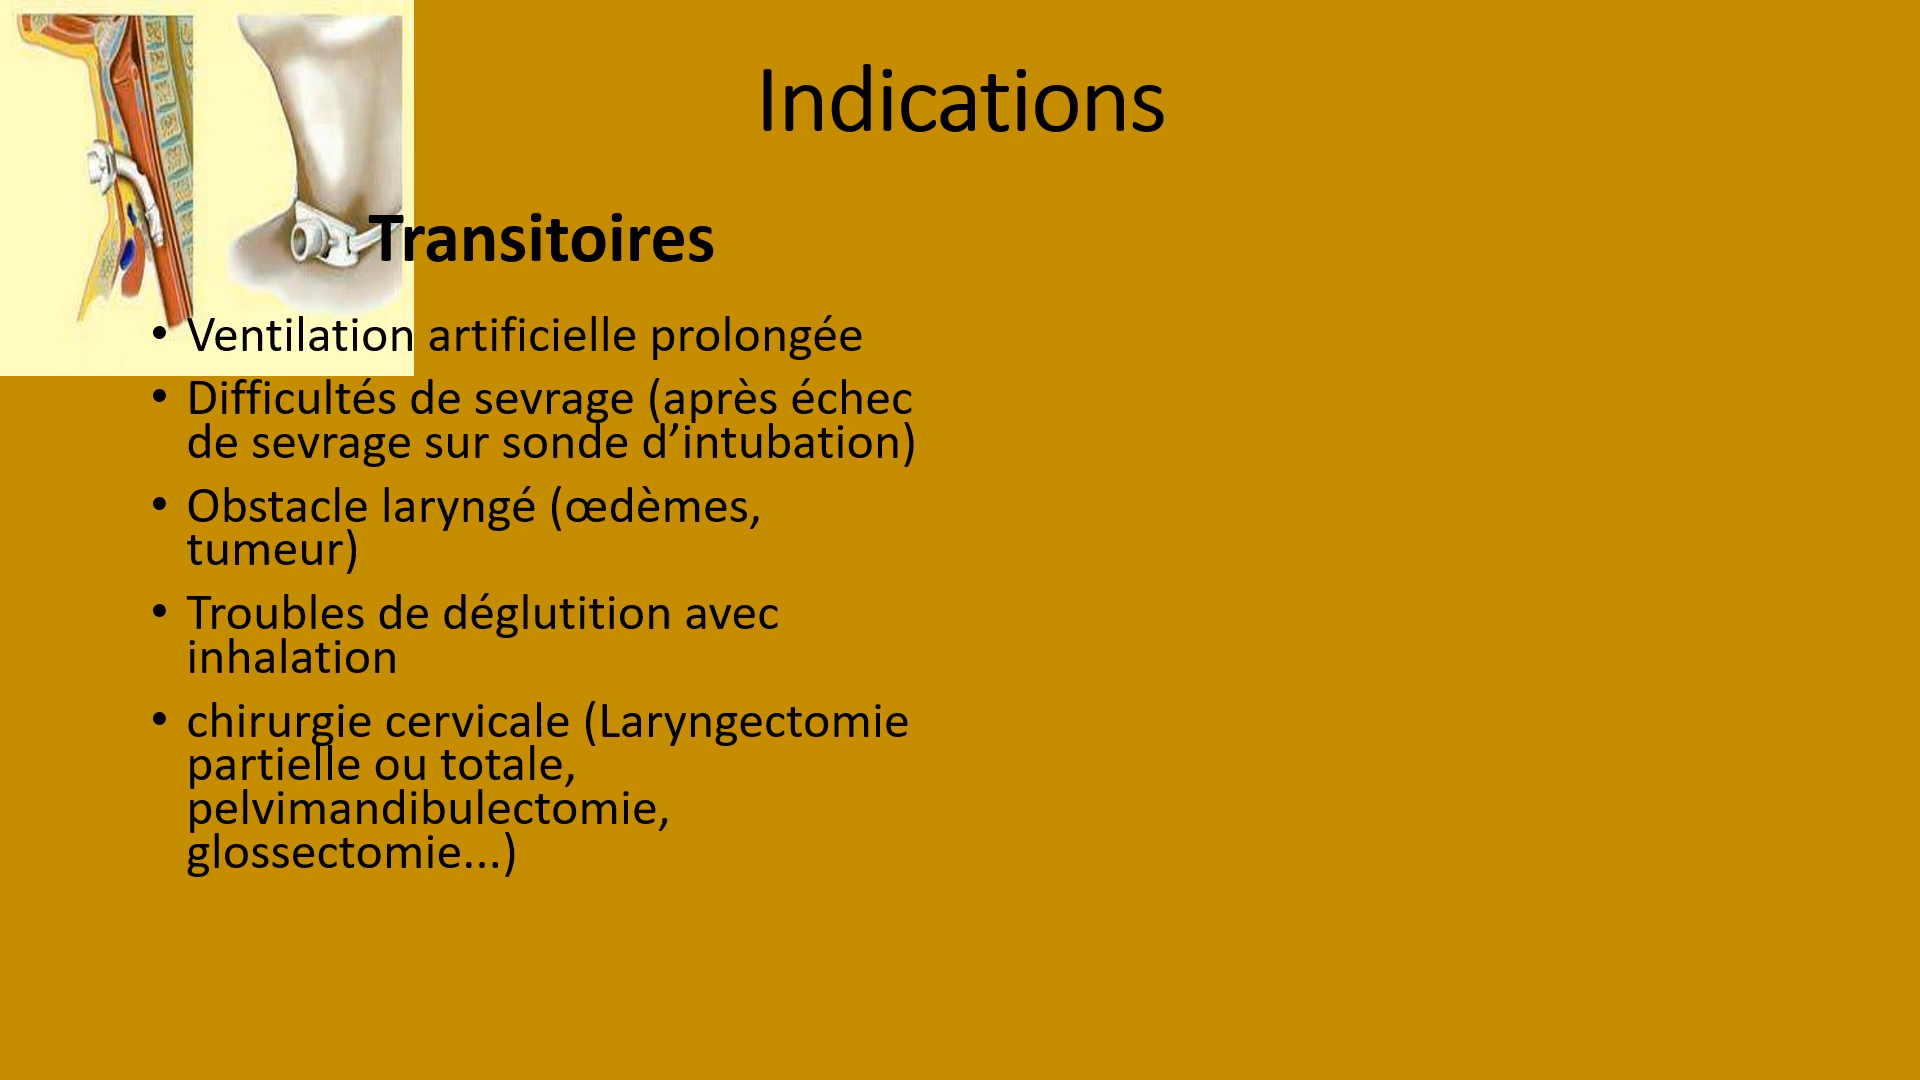 Indications
Transitoires
• Ventilation artificielle prolongée
• Difficultés de sevrage (après échec
de sevrage sur sonde d’intubation)
• Obstacle laryngé (œdèmes,
tumeur)
• Troubles de déglutition avec
inhalation
• chirurgie cervicale (Laryngectomie
partielle ou totale,
pelvimandibulectomie,
glossectomie...)